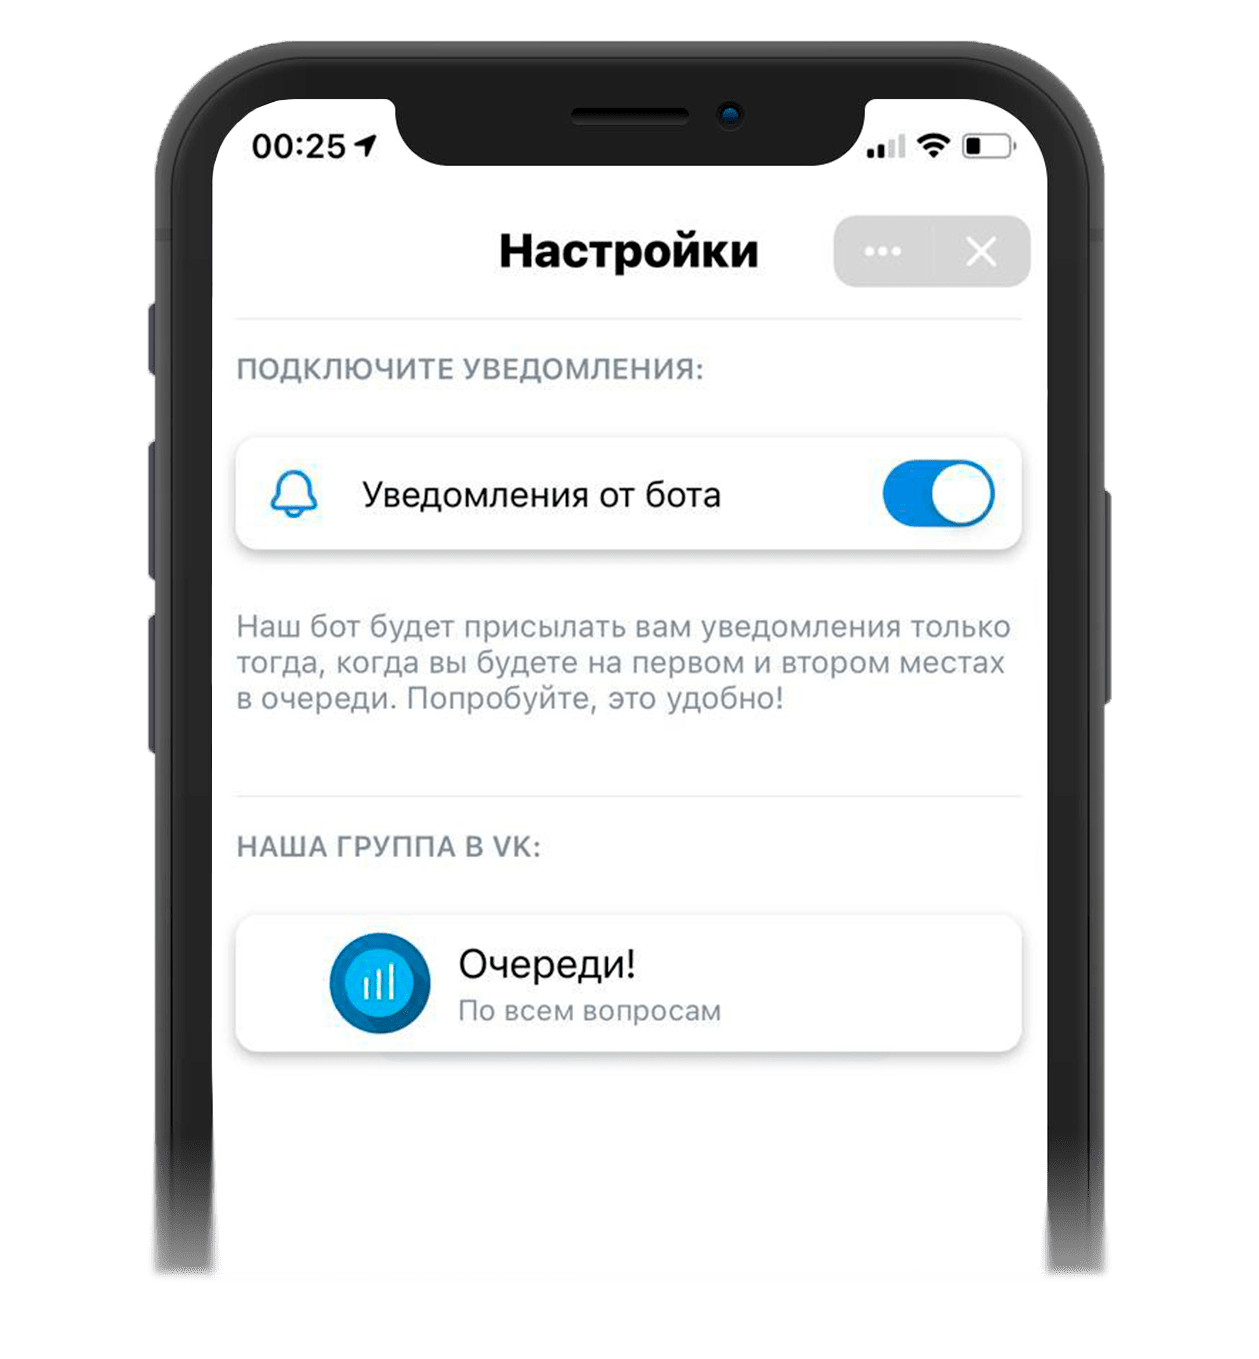 00:25
Настройки
ПОДКЛЮЧИТЕ УВЕДОМЛЕНИЯ:
Уведомления от бота
Наш бот будет присылать вам уведомления только
тогда, когда вы будете на первом и втором местах
в очереди. Попробуйте, это удобно!
НАША ГРУППА В VK:
Очереди!
По всем вопросам